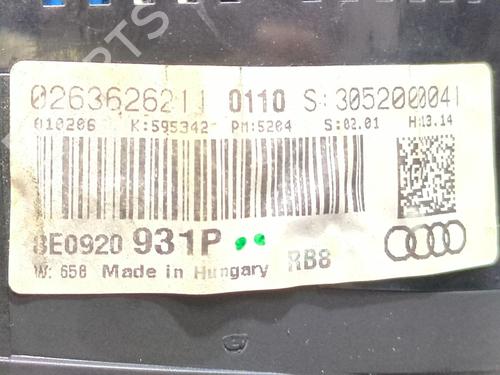 0263626211 0110 S:3052000041
010206 K:595342 PM:5204 S:02.01 H:13.14
8E0920 931P
RB8
W: 658 Made in Hungary